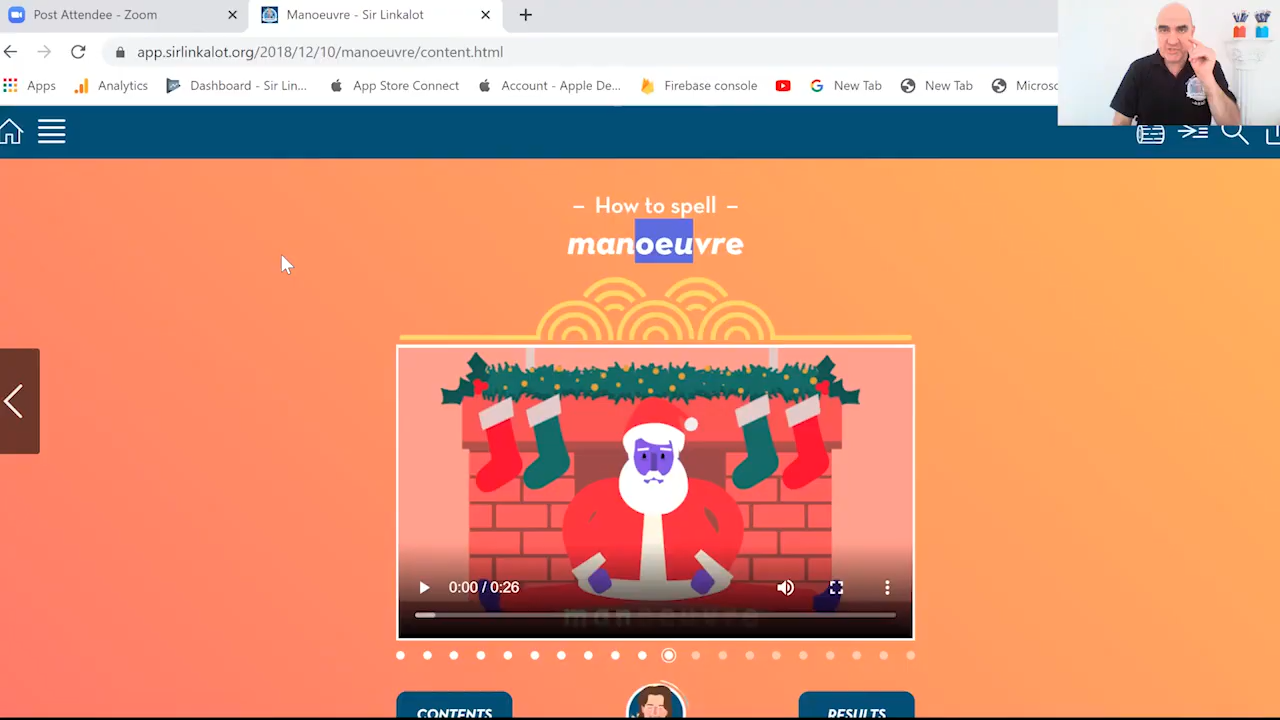 Post Attendee - Zoom
Manoeuvre - Sir Linkalot
app.sirlinkalot.org/2018/12/10/manoeuvre/content.html
Apps
Analytics
Dashboard - Sir Lin...
App Store Connect
Account - Apple De...
Firebase console
New Tab
New Tab
Microso
– How to spell –
manoeuvre
0:00 / 0:26
manoeuvre
CONTENTS
RESULTS